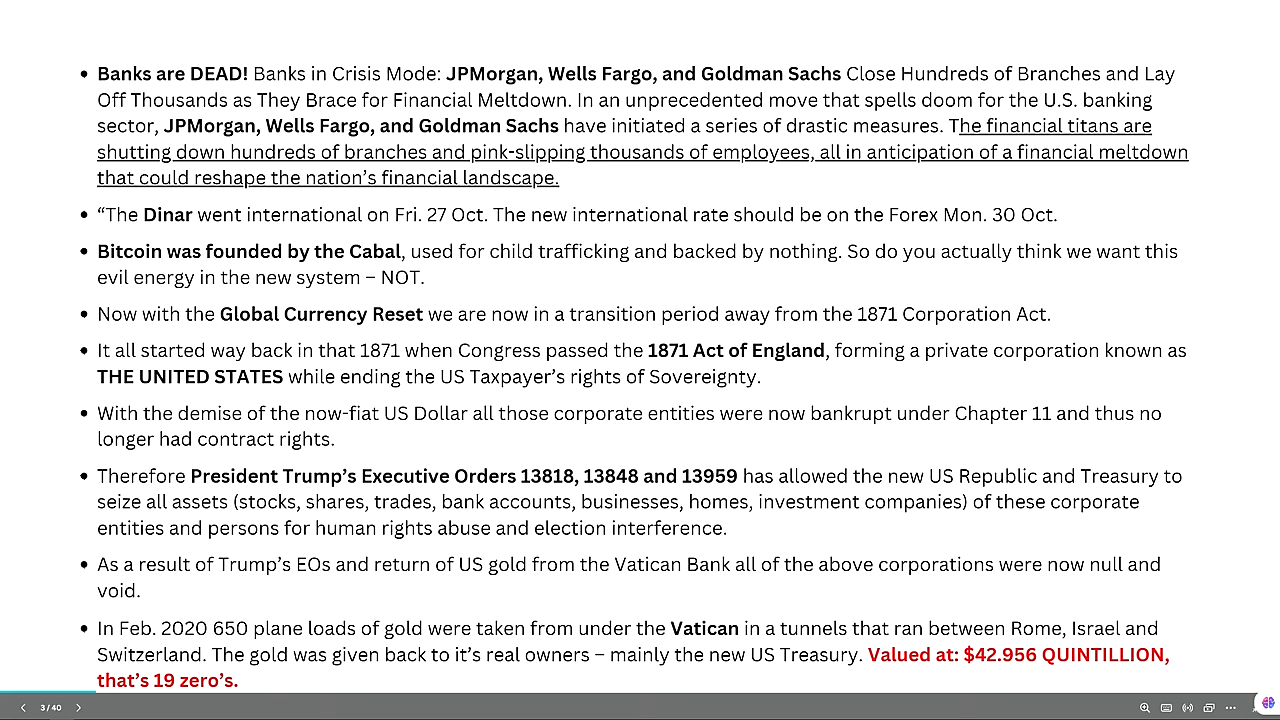 • Banks are DEAD! Banks in Crisis Mode: JPMorgan, Wells Fargo, and Goldman Sachs Close Hundreds of Branches and Lay
Off Thousands as They Brace for Financial Meltdown. In an unprecedented move that spells doom for the U.S. banking
sector, JPMorgan, Wells Fargo, and Goldman Sachs have initiated a series of drastic measures. The financial titans are
shutting down hundreds of branches and pink-slipping thousands of employees, all in anticipation of a financial meltdown
that could reshape the nation’s financial landscape.
• “The Dinar went international on Fri. 27 Oct. The new international rate should be on the Forex Mon. 30 Oct.
• Bitcoin was founded by the Cabal, used for child trafficking and backed by nothing. So do you actually think we want this
evil energy in the new system – NOT.
• Now with the Global Currency Reset we are now in a transition period away from the 1871 Corporation Act.
• It all started way back in that 1871 when Congress passed the 1871 Act of England, forming a private corporation known as
THE UNITED STATES while ending the US Taxpayer’s rights of Sovereignty.
• With the demise of the now-fiat US Dollar all those corporate entities were now bankrupt under Chapter 11 and thus no
longer had contract rights.
• Therefore President Trump’s Executive Orders 13818, 13848 and 13959 has allowed the new US Republic and Treasury to
seize all assets (stocks, shares, trades, bank accounts, businesses, homes, investment companies) of these corporate
entities and persons for human rights abuse and election interference.
• As a result of Trump’s EOs and return of US gold from the Vatican Bank all of the above corporations were now null and
void.
• In Feb. 2020 650 plane loads of gold were taken from under the Vatican in a tunnels that ran between Rome, Israel and
Switzerland. The gold was given back to it’s real owners – mainly the new US Treasury. Valued at: $42.956 QUINTILLION,
that’s 19 zero’s.
3/40